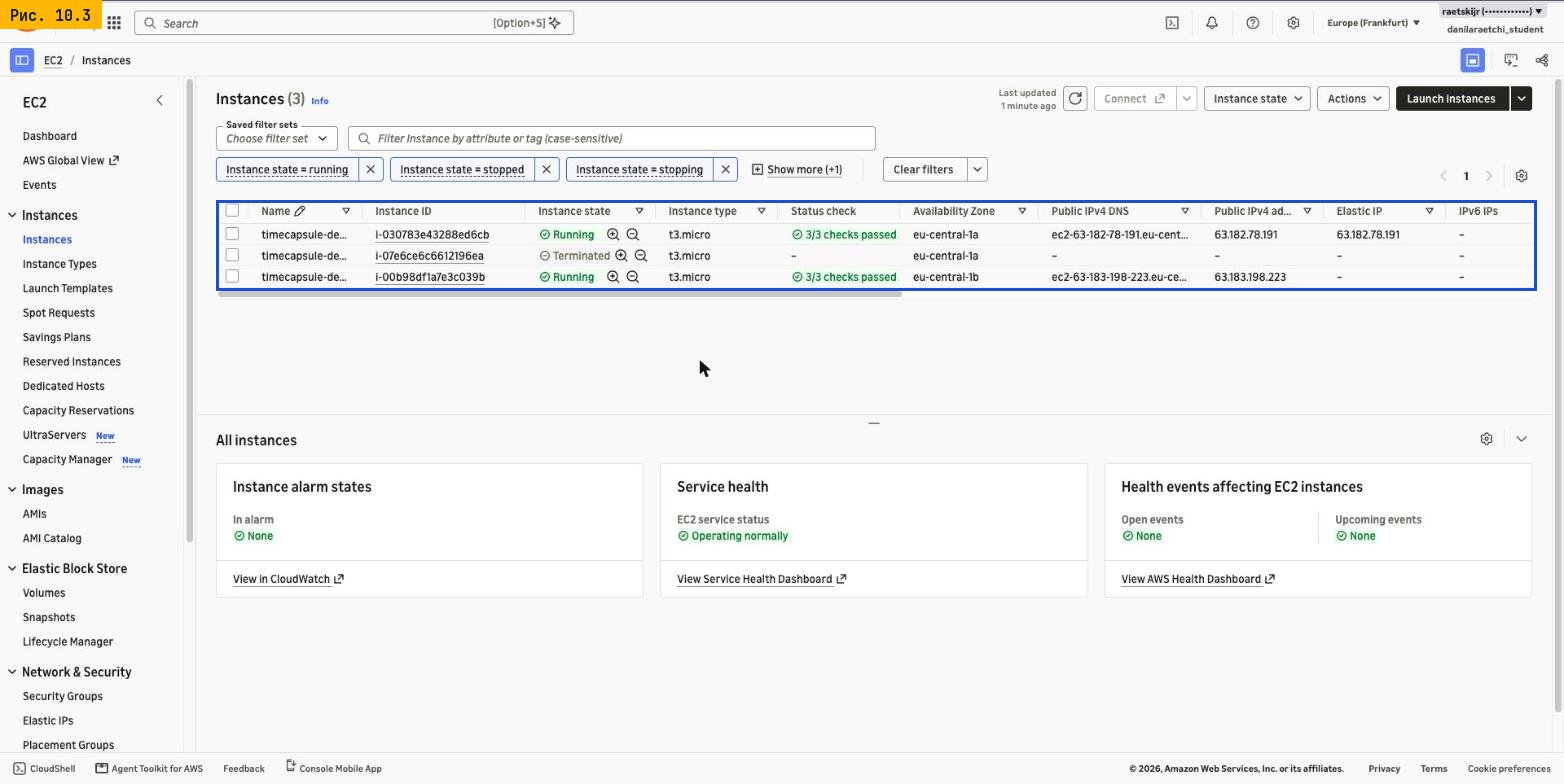 Рис. 10.3
Search [Option+S]
Europe (Frankfurt) ▼
raetskijr (••••••••••••) ▼
danilaraetchi_student
EC2 / Instances
EC2
Dashboard
AWS Global View
Events
Instances
Instances
Instance Types
Launch Templates
Spot Requests
Savings Plans
Reserved Instances
Dedicated Hosts
Capacity Reservations
UltraServers New
Capacity Manager New
Images
AMIs
AMI Catalog
Elastic Block Store
Volumes
Snapshots
Lifecycle Manager
Network & Security
Security Groups
Elastic IPs
Placement Groups
Instances (3) Info
Last updated
1 minute ago
Connect
Instance state
Actions
Launch instances
Saved filter sets
Choose filter set
Filter Instance by attribute or tag (case-sensitive)
Instance state = running
Instance state = stopped
Instance state = stopping
Show more (+1)
Clear filters
1
Name Instance ID Instance state Instance type Status check Availability Zone Public IPv4 DNS Public IPv4 ad... Elastic IP IPv6 IPs
timecapsule-de... i-030783e43288ed6cb Running t3.micro 3/3 checks passed eu-central-1a ec2-63-182-78-191.eu-cent... 63.182.78.191 63.182.78.191 –
timecapsule-de... i-07e6ce6c6612196ea Terminated t3.micro – eu-central-1a – – – –
timecapsule-de... i-00b98df1a7e3c039b Running t3.micro 3/3 checks passed eu-central-1b ec2-63-183-198-223.eu-ce... 63.183.198.223 – –
All instances
Instance alarm states
In alarm
None
View in CloudWatch
Service health
EC2 service status
Operating normally
View Service Health Dashboard
Health events affecting EC2 instances
Open events Upcoming events
None None
View AWS Health Dashboard
CloudShell Agent Toolkit for AWS Feedback Console Mobile App © 2026, Amazon Web Services, Inc. or its affiliates. Privacy Terms Cookie preferences